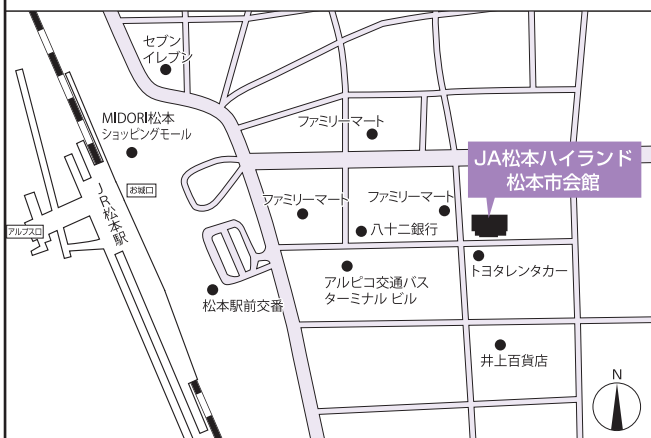 セブン
イレブン
MIDORI松本
ショッピングモール
ファミリーマート
JA松本ハイランド
松本市会館
お城口
JR松本駅
アルプス口
ファミリーマート
ファミリーマート
八十二銀行
トヨタレンタカー
アルピコ交通バス
ターミナル ビル
松本駅前交番
井上百貨店
N